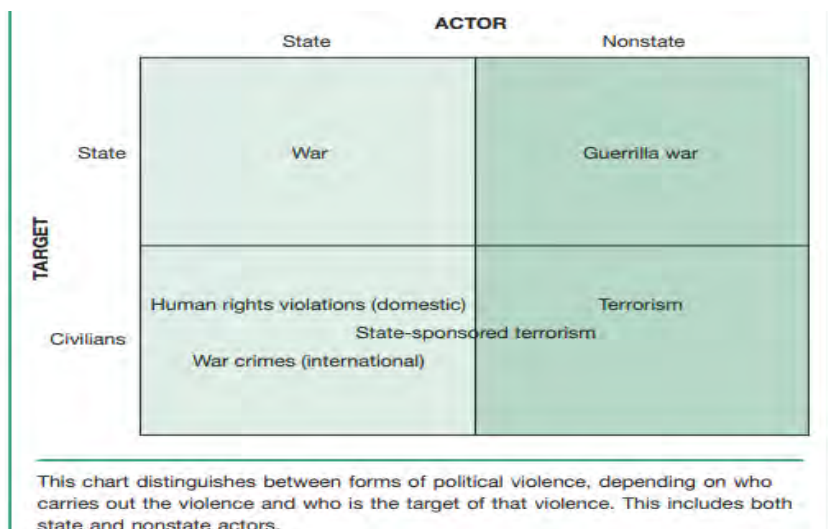 ACTOR
State Nonstate
State War Guerrilla war
TARGET
Human rights violations (domestic) Terrorism
State-sponsored terrorism
Civilians
War crimes (international)
This chart distinguishes between forms of political violence, depending on who
carries out the violence and who is the target of that violence. This includes both
state and nonstate actors.